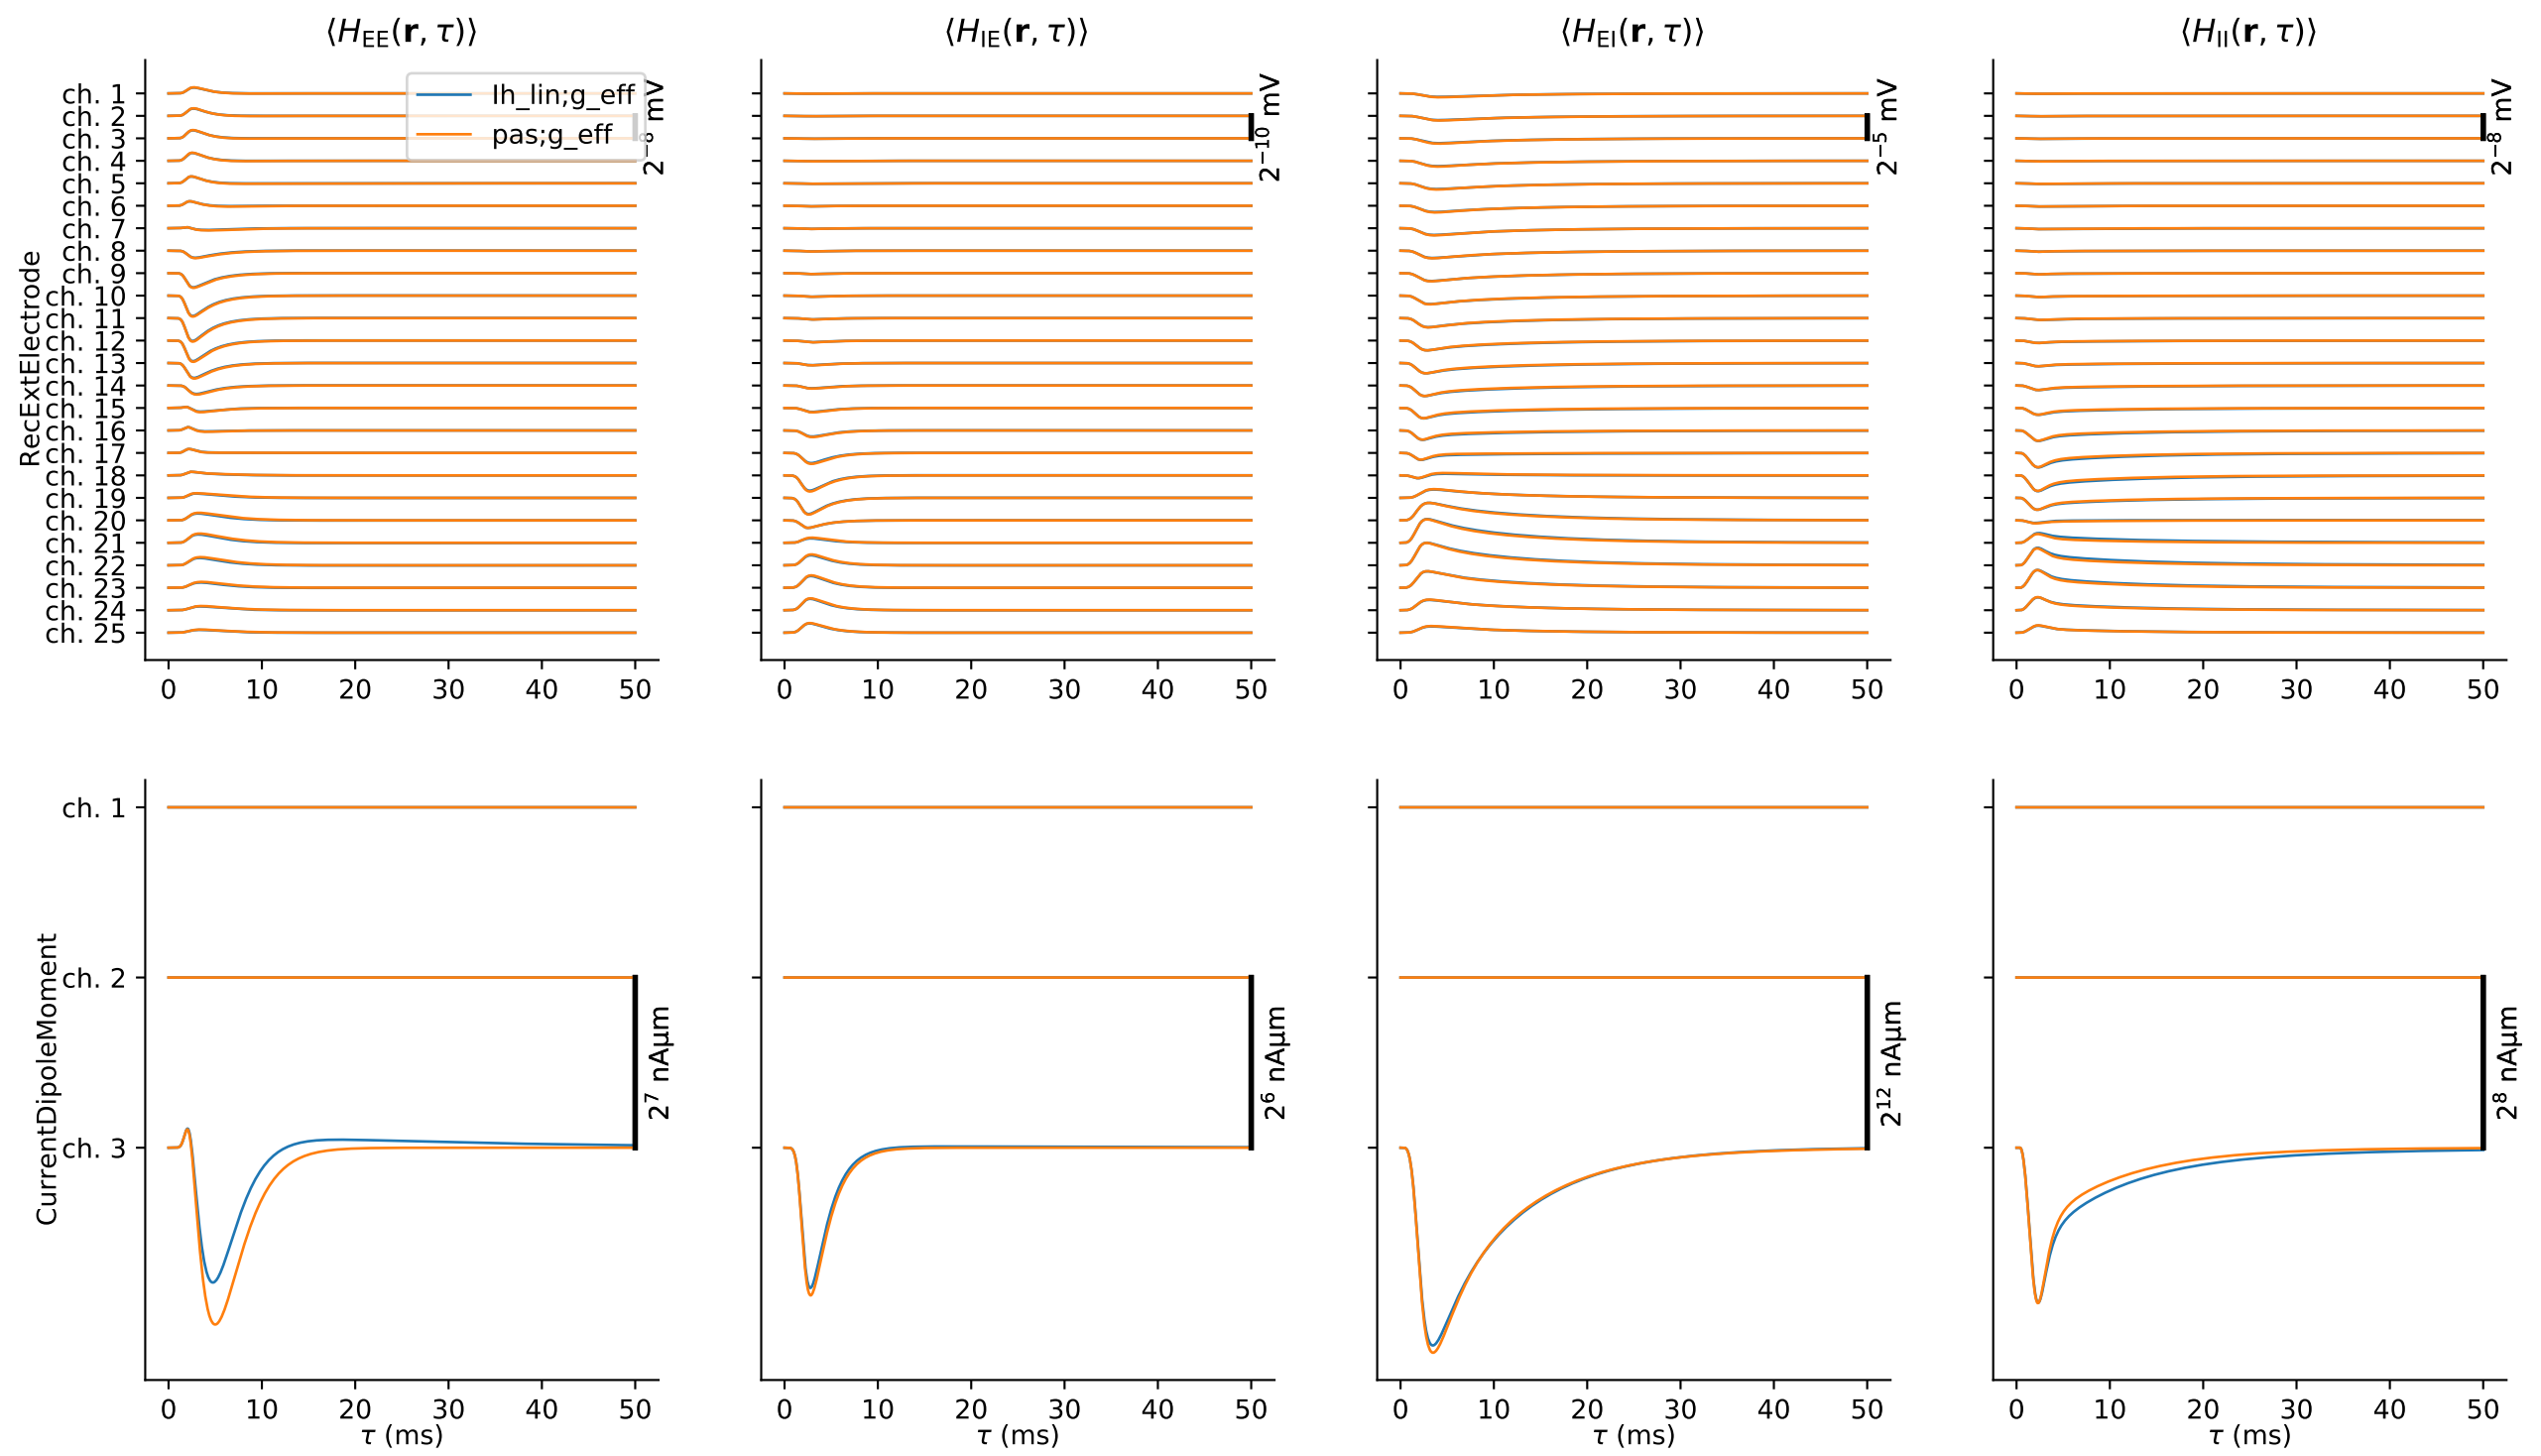 ⟨H_EE(r, τ)⟩ ⟨H_IE(r, τ)⟩ ⟨H_EI(r, τ)⟩ ⟨H_II(r, τ)⟩
RecExtElectrode
ch. 1
ch. 2
ch. 3
ch. 4
ch. 5
ch. 6
ch. 7
ch. 8
ch. 9
ch. 10
ch. 11
ch. 12
ch. 13
ch. 14
ch. 15
ch. 16
ch. 17
ch. 18
ch. 19
ch. 20
ch. 21
ch. 22
ch. 23
ch. 24
ch. 25
Ih_lin;g_eff
pas;g_eff
2⁻⁸ mV
2⁻¹⁰ mV
2⁻⁵ mV
2⁻⁸ mV
0 10 20 30 40 50
0 10 20 30 40 50
0 10 20 30 40 50
0 10 20 30 40 50
CurrentDipoleMoment
ch. 1
ch. 2
ch. 3
2⁷ nAμm
2⁶ nAμm
2¹² nAμm
2⁸ nAμm
0 10 20 30 40 50
0 10 20 30 40 50
0 10 20 30 40 50
0 10 20 30 40 50
τ (ms)
τ (ms)
τ (ms)
τ (ms)